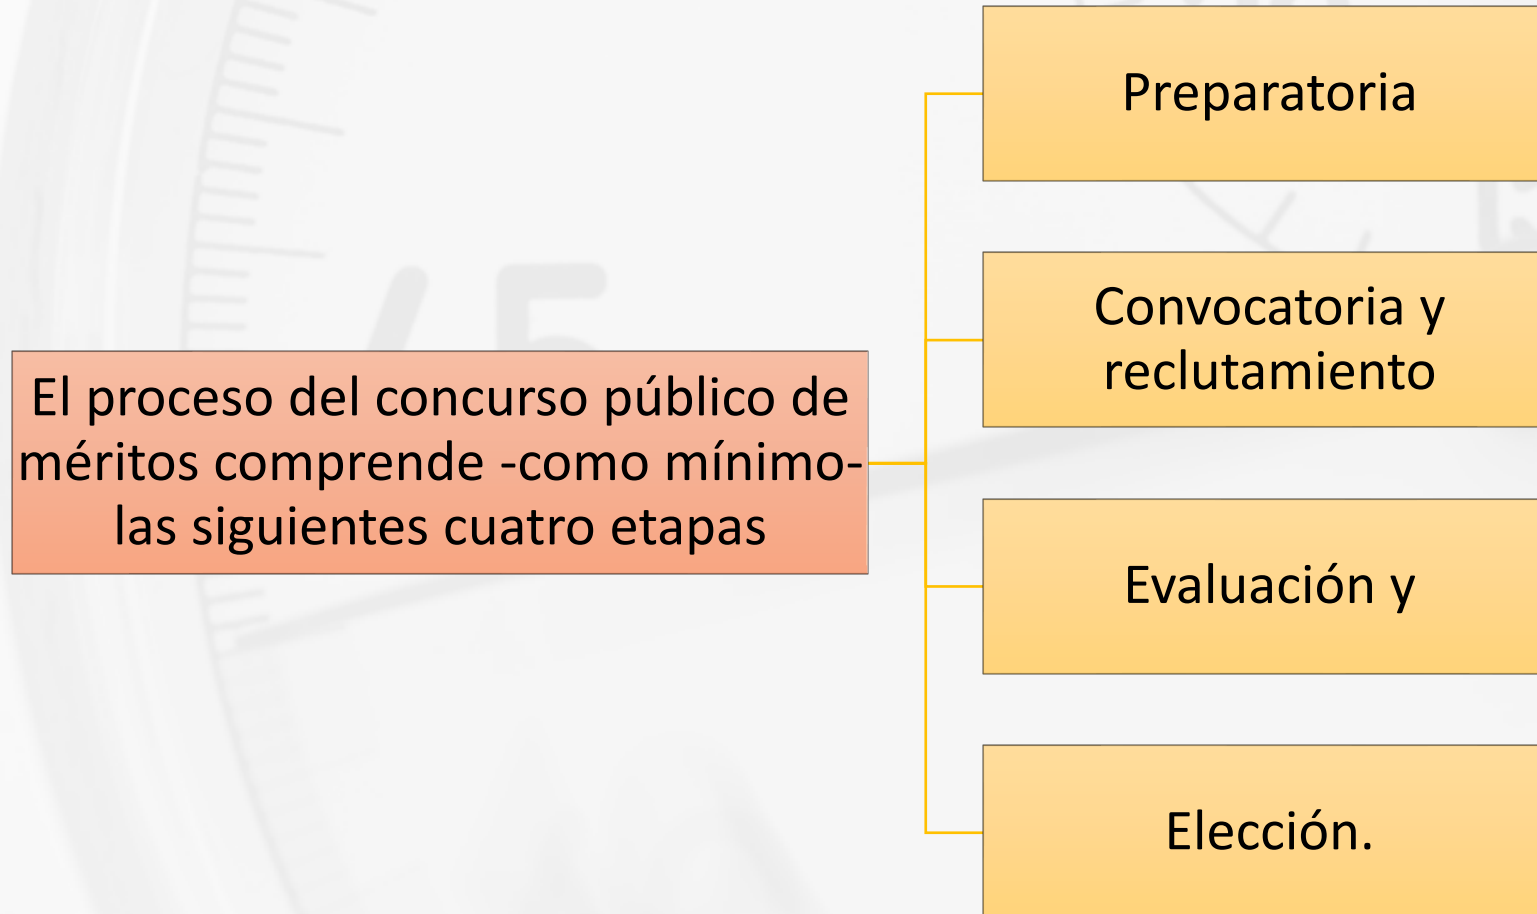 El proceso del concurso público de
méritos comprende -como mínimo-
las siguientes cuatro etapas
Preparatoria
Convocatoria y
reclutamiento
Evaluación y
Elección.
45